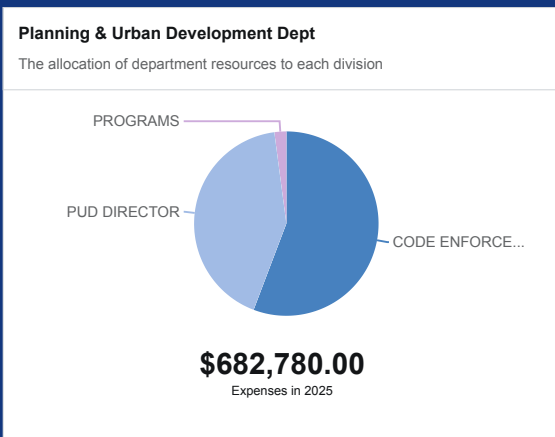 Planning & Urban Development Dept
The allocation of department resources to each division
PROGRAMS
PUD DIRECTOR
CODE ENFORCE...
$682,780.00
Expenses in 2025